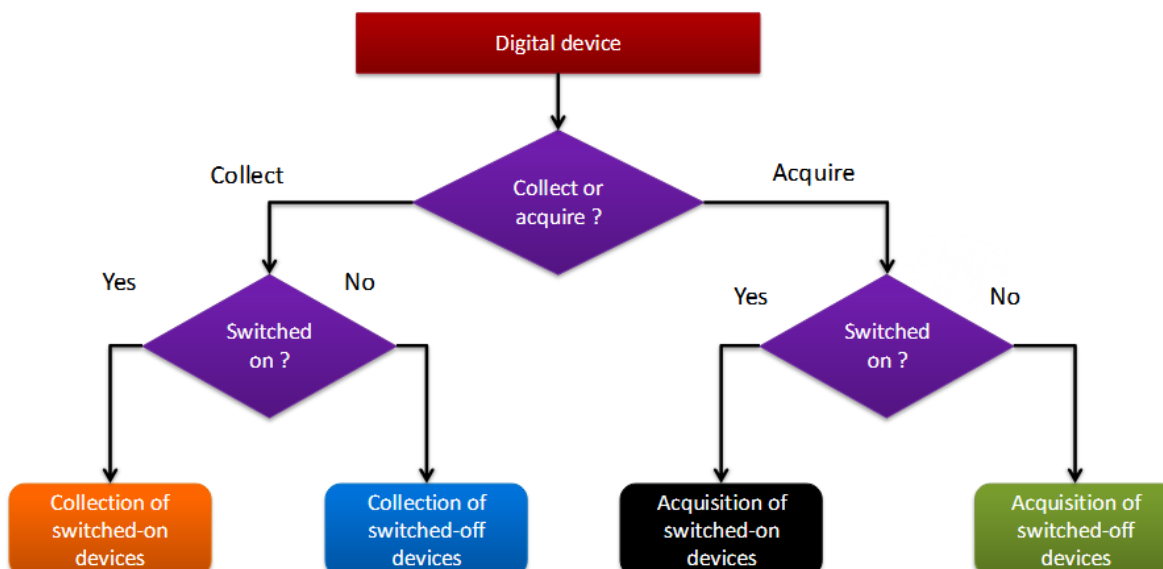 Digital device
Collect
Acquire
Collect or
acquire ?
Yes
No
Yes
No
Switched
on ?
Switched
on ?
Collection of
switched-on
devices
Collection of
switched-off
devices
Acquisition of
switched-on
devices
Acquisition of
switched-off
devices